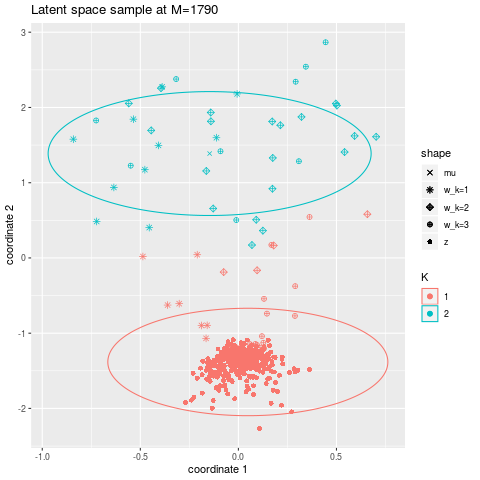 Latent space sample at M=1790
3
2
1
0
-1
-2
coordinate 2
-1.0 -0.5 0.0 0.5
coordinate 1
shape
mu
w_k=1
w_k=2
w_k=3
z
K
1
2